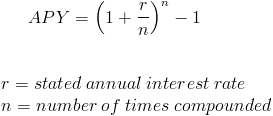 APY = (1 + r/n)^n − 1
r = stated annual interest rate
n = number of times compounded